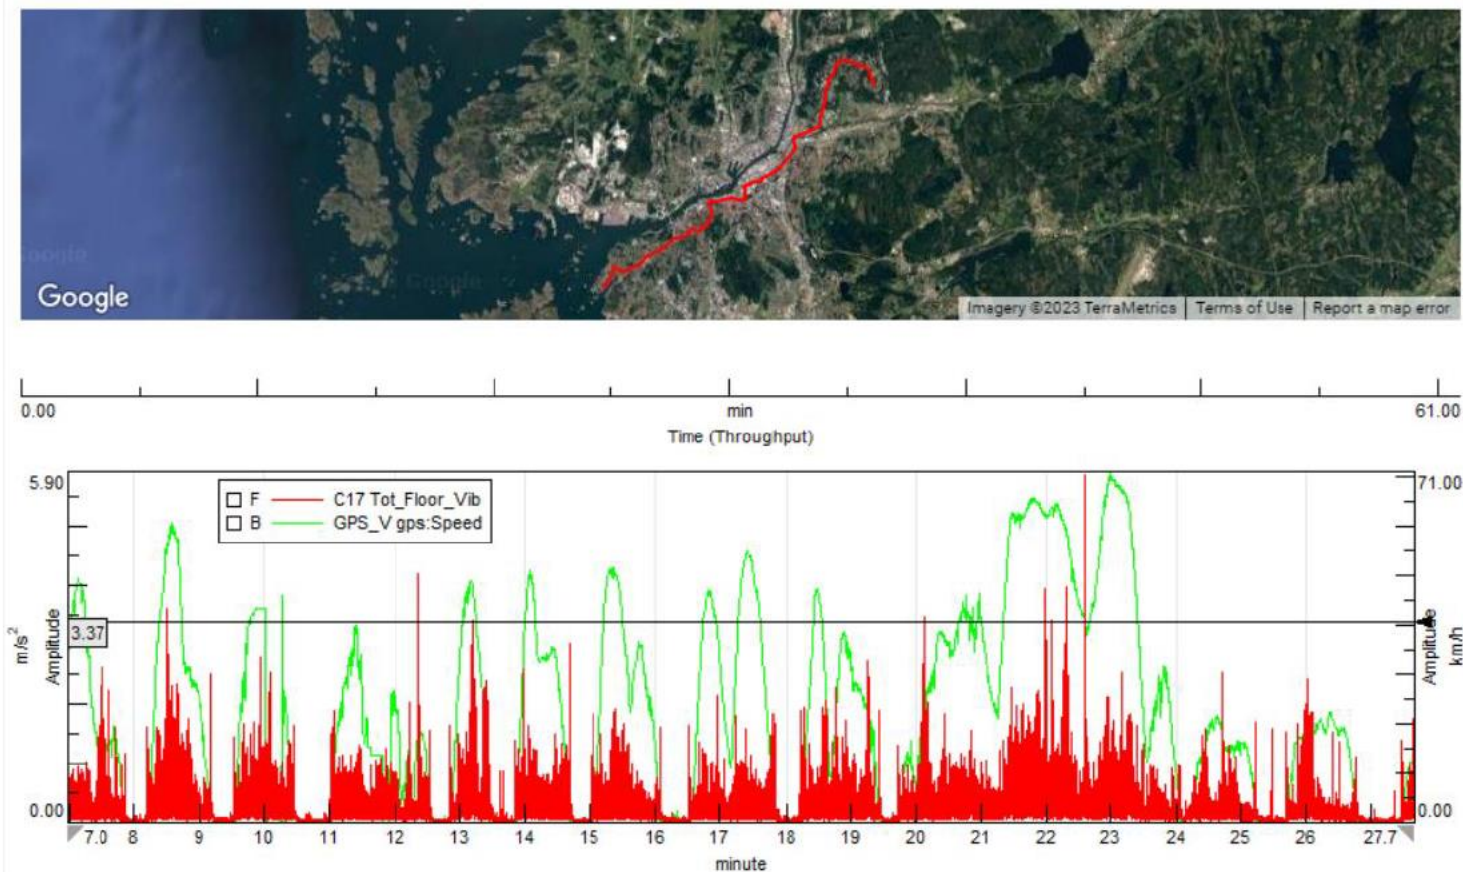 oogle
Google
Google
Imagery ©2023 TerraMetrics Terms of Use Report a map error
0.00 min 61.00
Time (Throughput)
5.90 71.00
F C17 Tot_Floor_Vib
B GPS_V gps:Speed
m/s²
Amplitude
3.37
Amplitude
km/h
0.00 0.00
7.0 8 9 10 11 12 13 14 15 16 17 18 19 20 21 22 23 24 25 26 27.7
minute